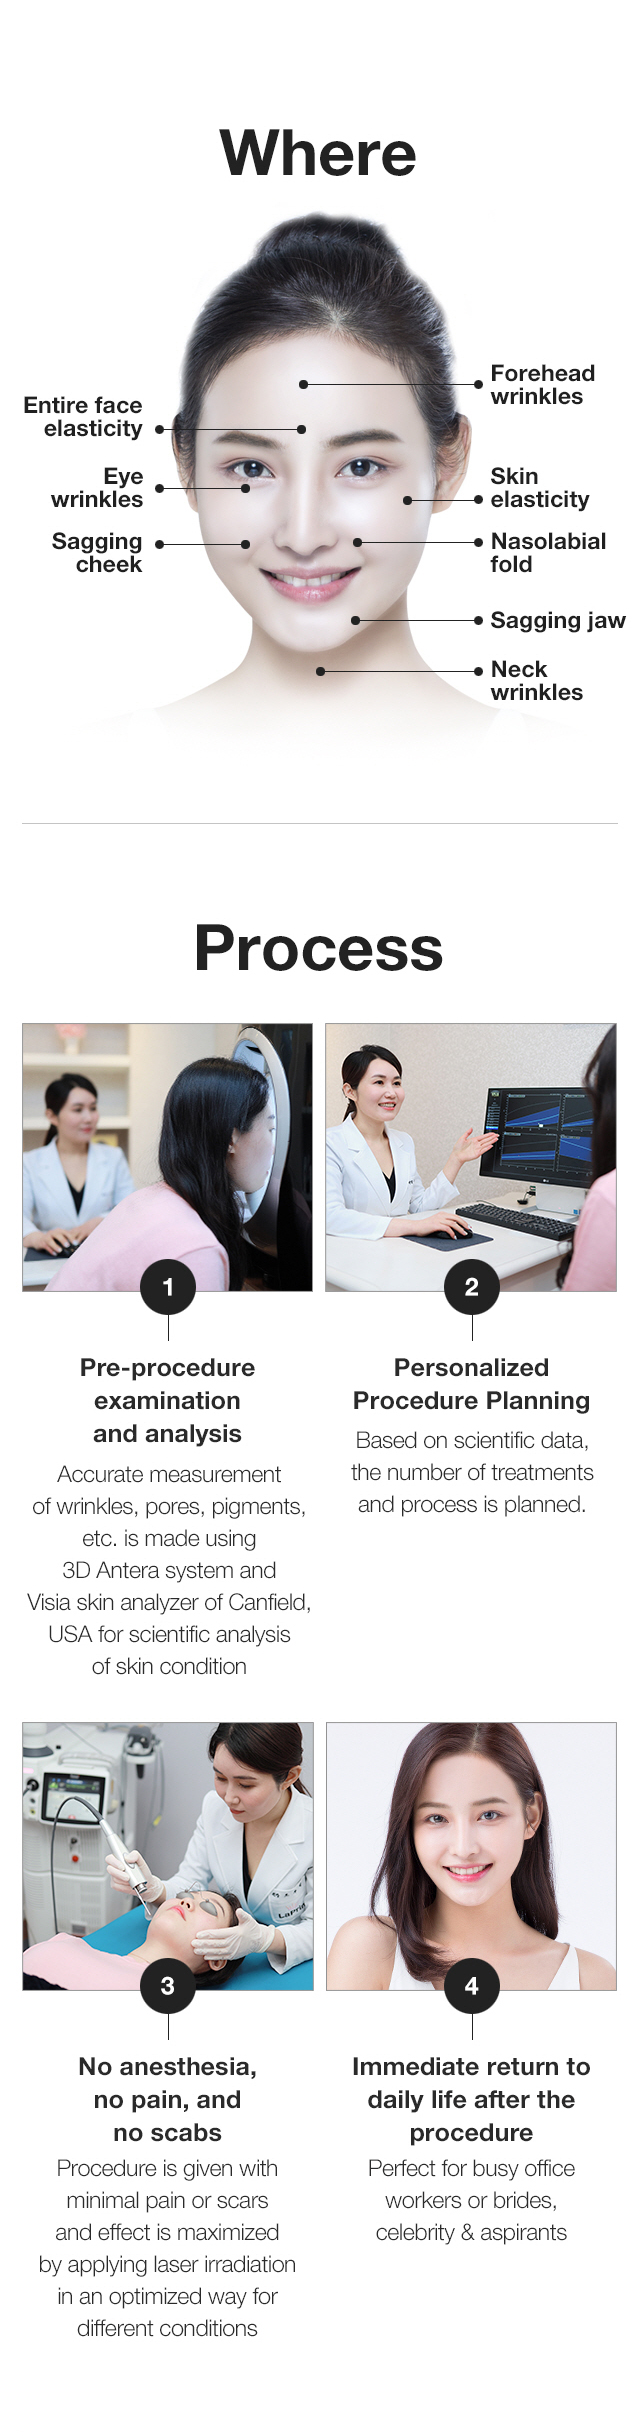 Where
Forehead
wrinkles
Entire face
elasticity
Eye
wrinkles
Skin
elasticity
Sagging
cheek
Nasolabial
fold
Sagging jaw
Neck
wrinkles
Process
1
Pre-procedure
examination
and analysis
Accurate measurement
of wrinkles, pores, pigments,
etc. is made using
3D Antera system and
Visia skin analyzer of Canfield,
USA for scientific analysis
of skin condition
2
Personalized
Procedure Planning
Based on scientific data,
the number of treatments
and process is planned.
3
No anesthesia,
no pain, and
no scabs
Procedure is given with
minimal pain or scars
and effect is maximized
by applying laser irradiation
in an optimized way for
different conditions
4
Immediate return to
daily life after the
procedure
Perfect for busy office
workers or brides,
celebrity & aspirants